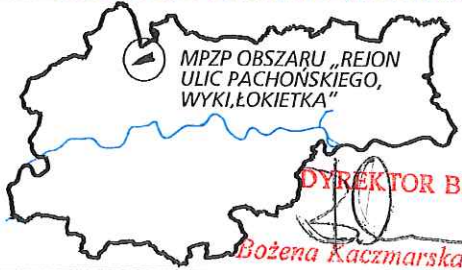 MPZP OBSZARU „REJON
ULIC PACHOŃSKIEGO,
WYKI,ŁOKIETKA”
DYREKTOR B
Bożena Kaczmarska